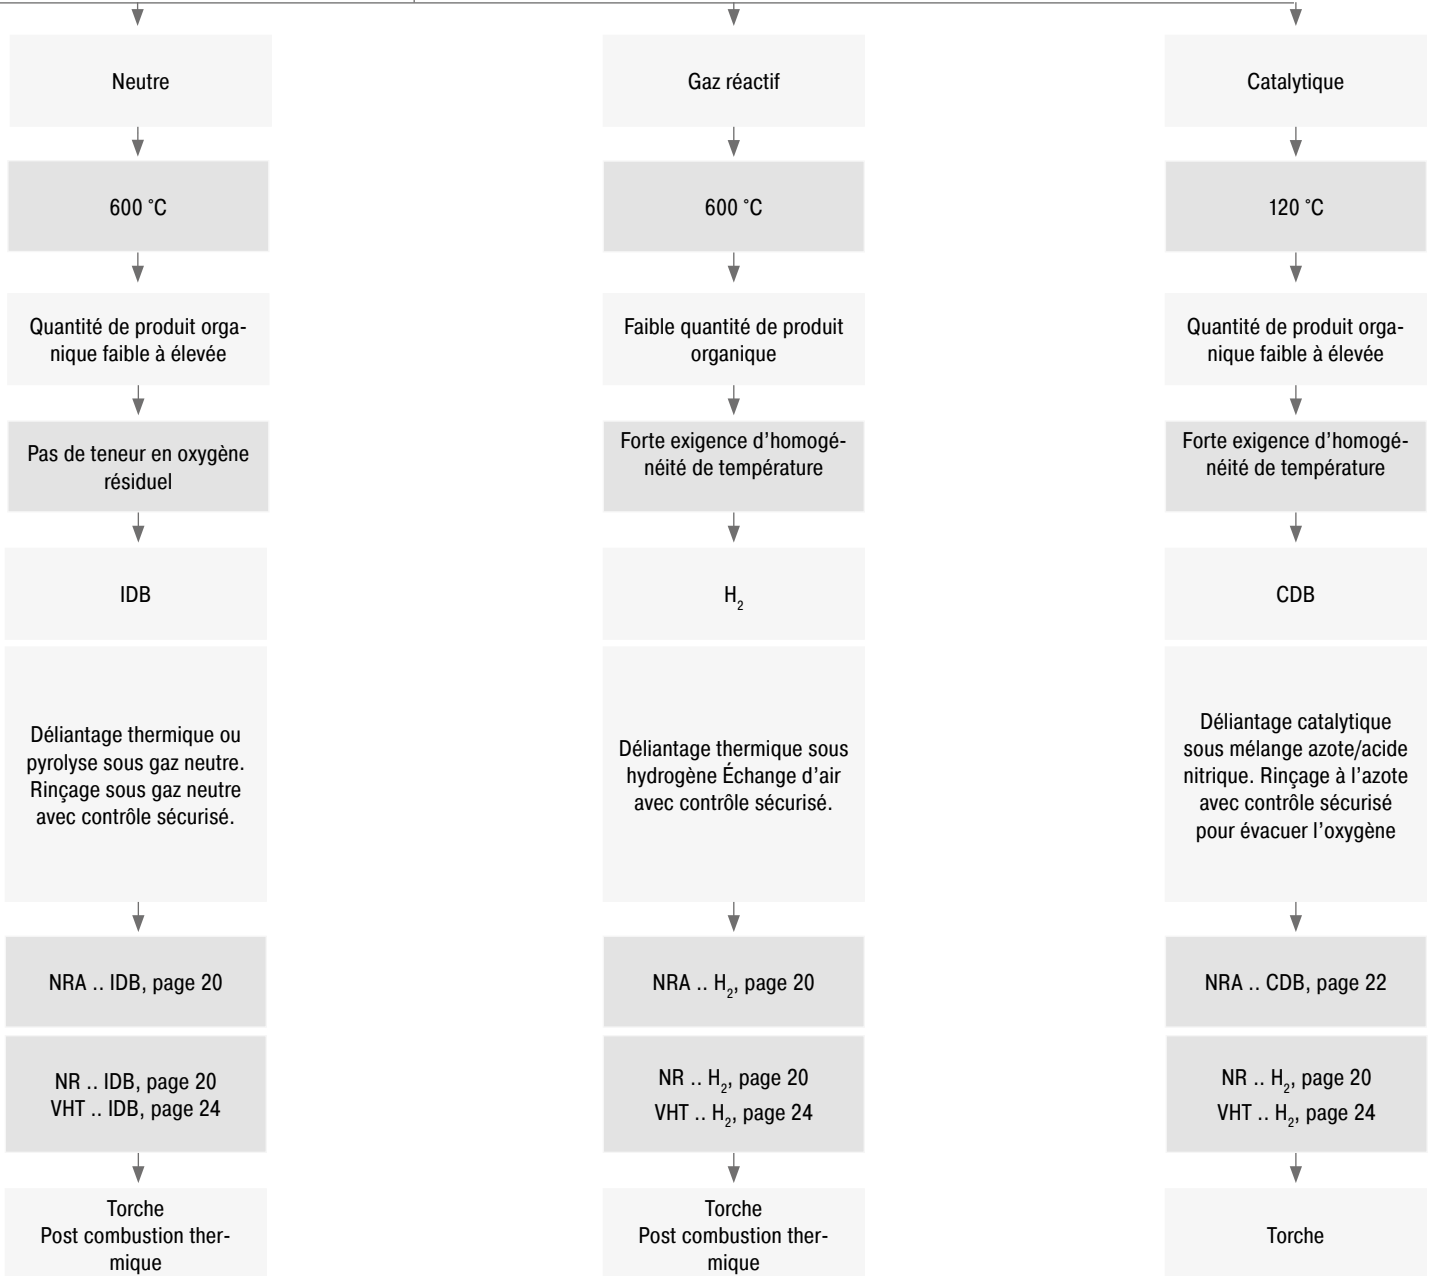 Neutre
600 °C
Quantité de produit orga-
nique faible à élevée
Pas de teneur en oxygène
résiduel
IDB
Déliantage thermique ou
pyrolyse sous gaz neutre.
Rinçage sous gaz neutre
avec contrôle sécurisé.
NRA .. IDB, page 20
NR .. IDB, page 20
VHT .. IDB, page 24
Torche
Post combustion ther-
mique
Gaz réactif
600 °C
Faible quantité de produit
organique
Forte exigence d’homogé-
néité de température
H₂
Déliantage thermique sous
hydrogène Échange d’air
avec contrôle sécurisé.
NRA .. H₂, page 20
NR .. H₂, page 20
VHT .. H₂, page 24
Torche
Post combustion ther-
mique
Catalytique
120 °C
Quantité de produit orga-
nique faible à élevée
Forte exigence d’homogé-
néité de température
CDB
Déliantage catalytique
sous mélange azote/acide
nitrique. Rinçage à l’azote
avec contrôle sécurisé
pour évacuer l’oxygène
NRA .. CDB, page 22
NR .. H₂, page 20
VHT .. H₂, page 24
Torche